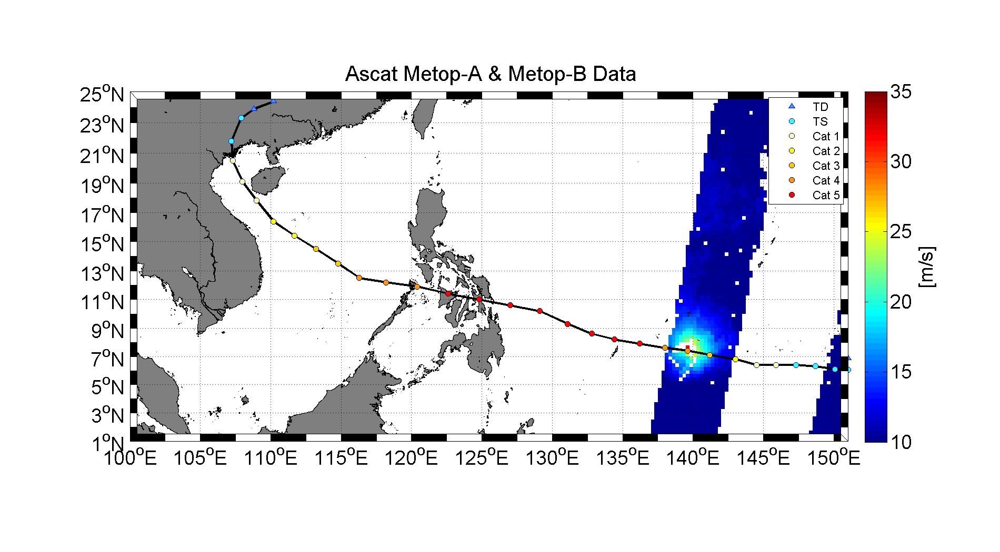 Ascat Metop-A & Metop-B Data
25°N
23°N
21°N
19°N
17°N
15°N
13°N
11°N
9°N
7°N
5°N
3°N
1°N
100°E 105°E 110°E 115°E 120°E 125°E 130°E 135°E 140°E 145°E 150°E
TD
TS
Cat 1
Cat 2
Cat 3
Cat 4
Cat 5
35
30
25
20
15
10
[m/s]